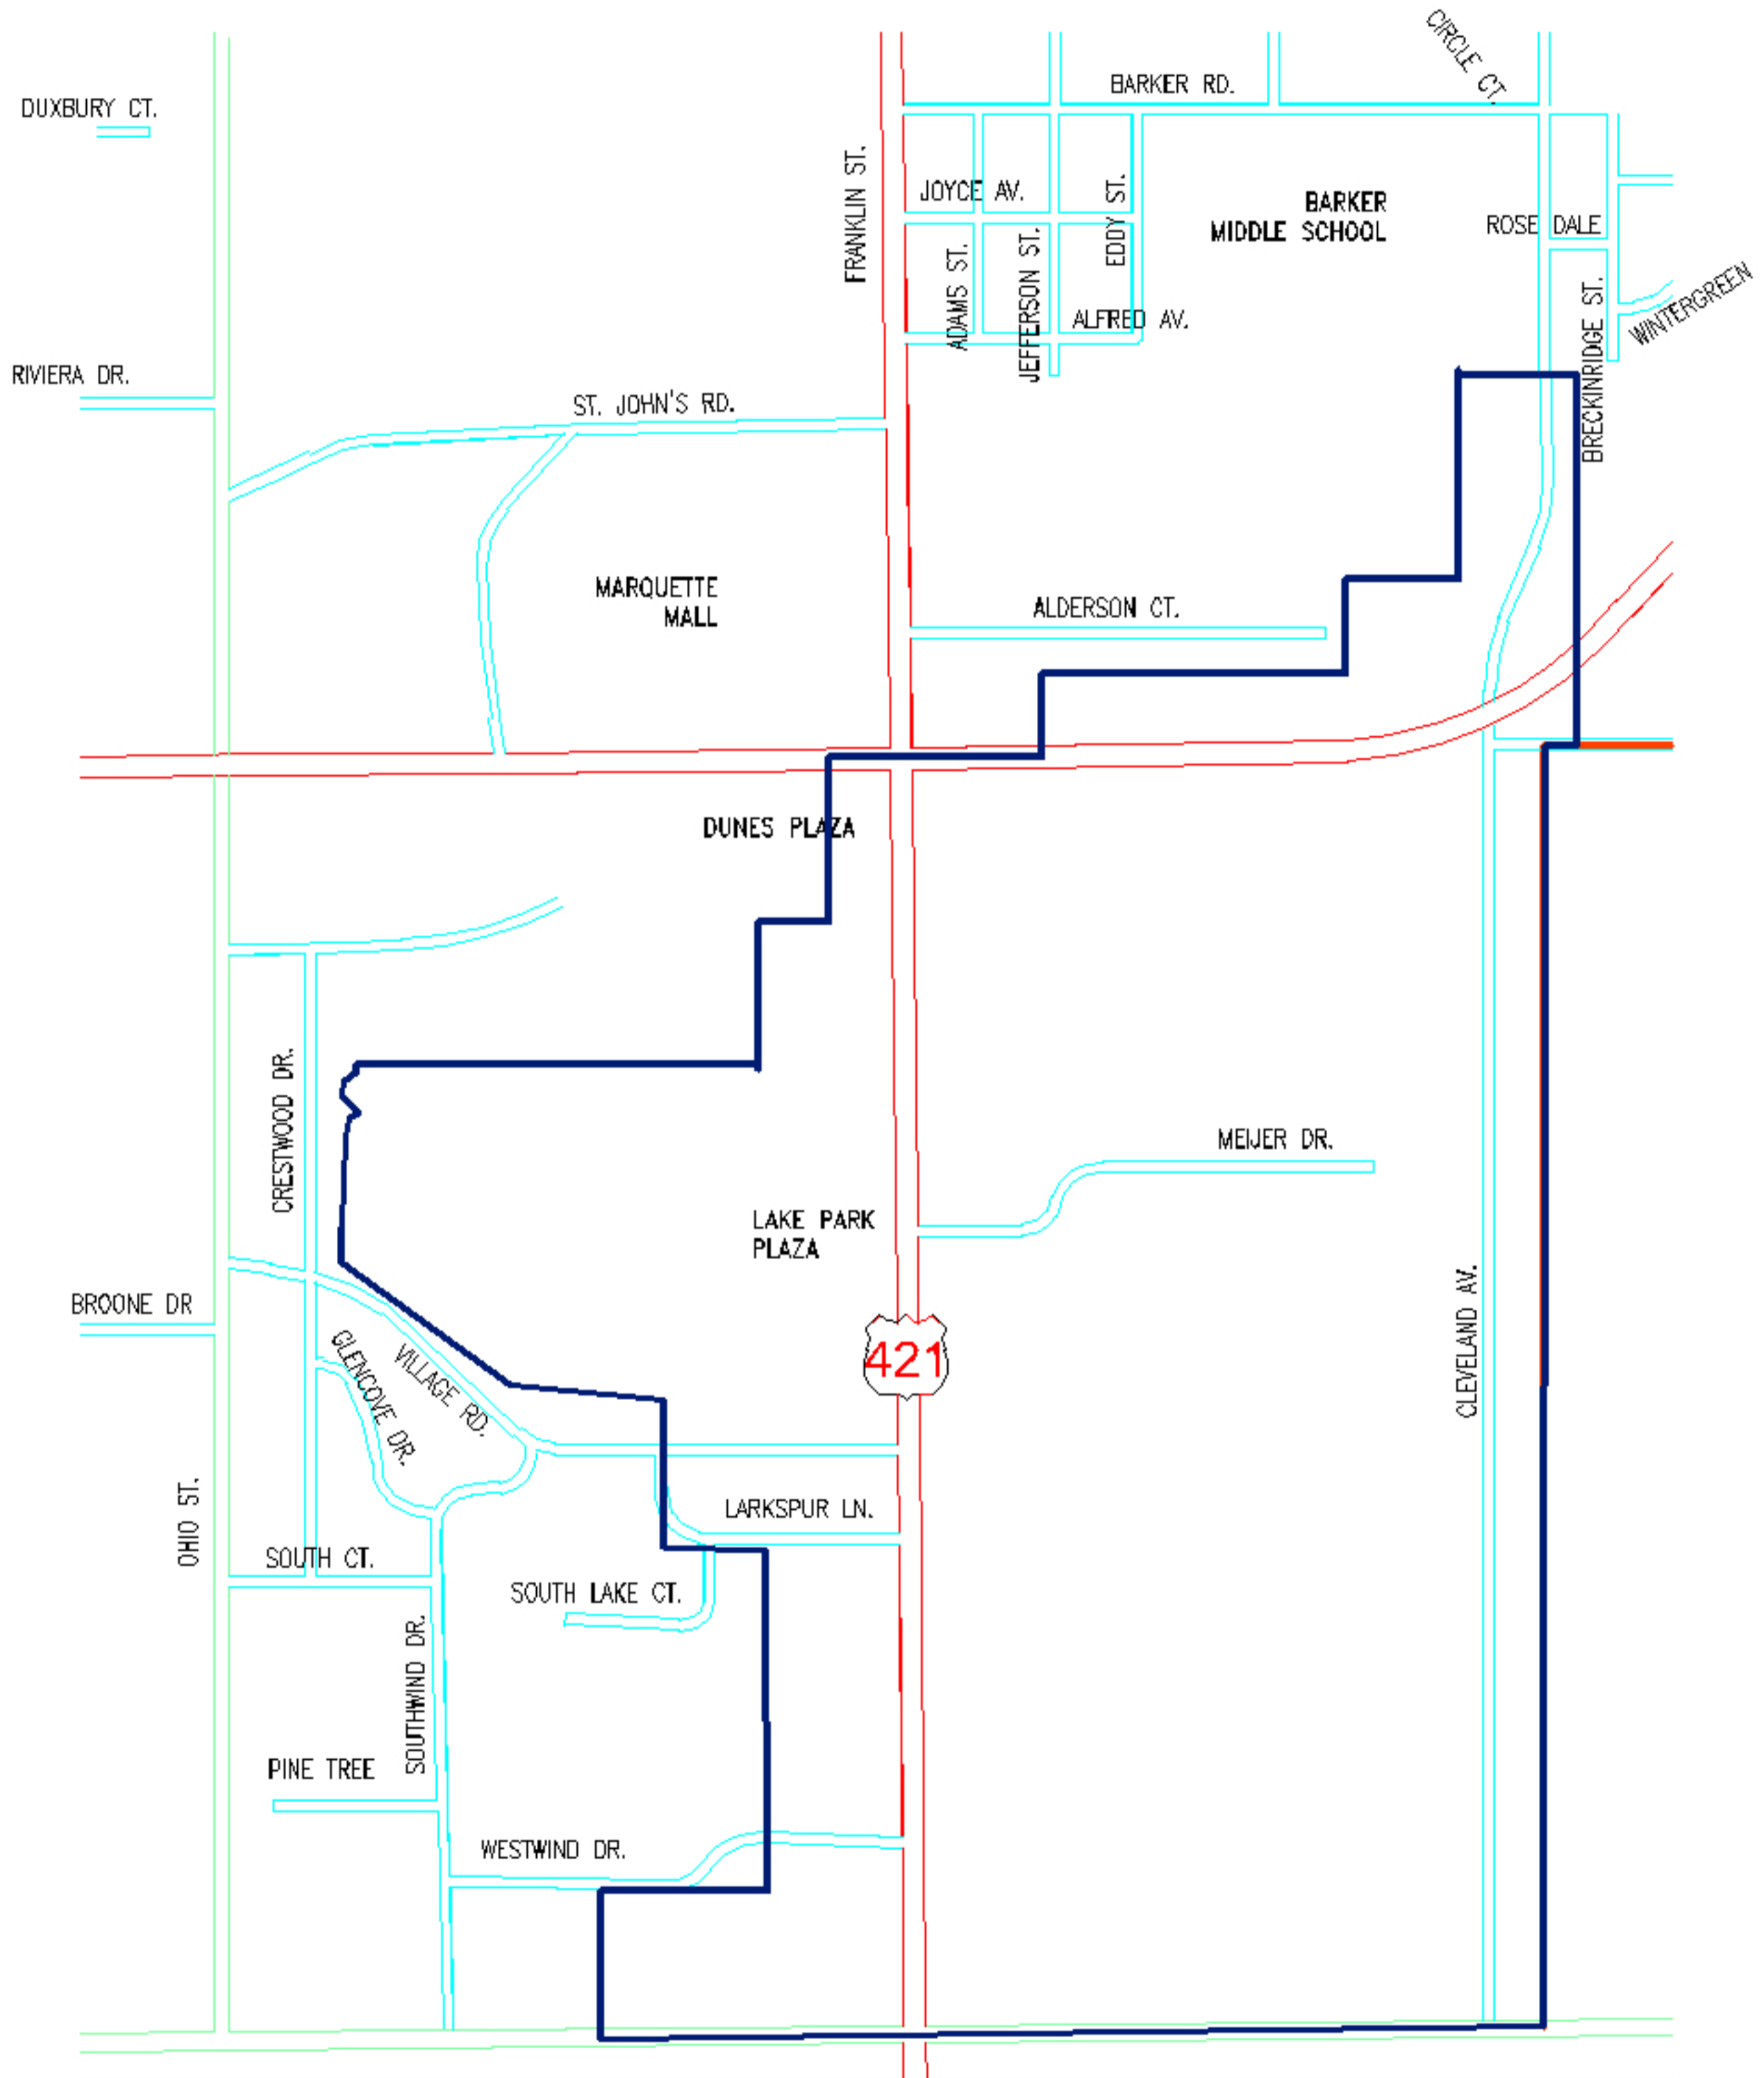 CIRCLE CT.
BARKER RD.
DUXBURY CT.
FRANKLIN ST.
JOYCE AV.
EDDY ST.
BARKER
MIDDLE SCHOOL
ROSE DALE
ADAMS ST.
JEFFERSON ST.
ALFRED AV.
BRECKINRIDGE ST.
WINTERGREEN
RIVIERA DR.
ST. JOHN'S RD.
MARQUETTE
MALL
ALDERSON CT.
DUNES PLAZA
CRESTWOOD DR.
MEIJER DR.
LAKE PARK
PLAZA
CLEVELAND AV.
BROONE DR
421
GLENCOVE DR.
VILLAGE RD.
OHIO ST.
LARKSPUR LN.
SOUTH CT.
SOUTH LAKE CT.
SOUTHWIND DR.
PINE TREE
WESTWIND DR.